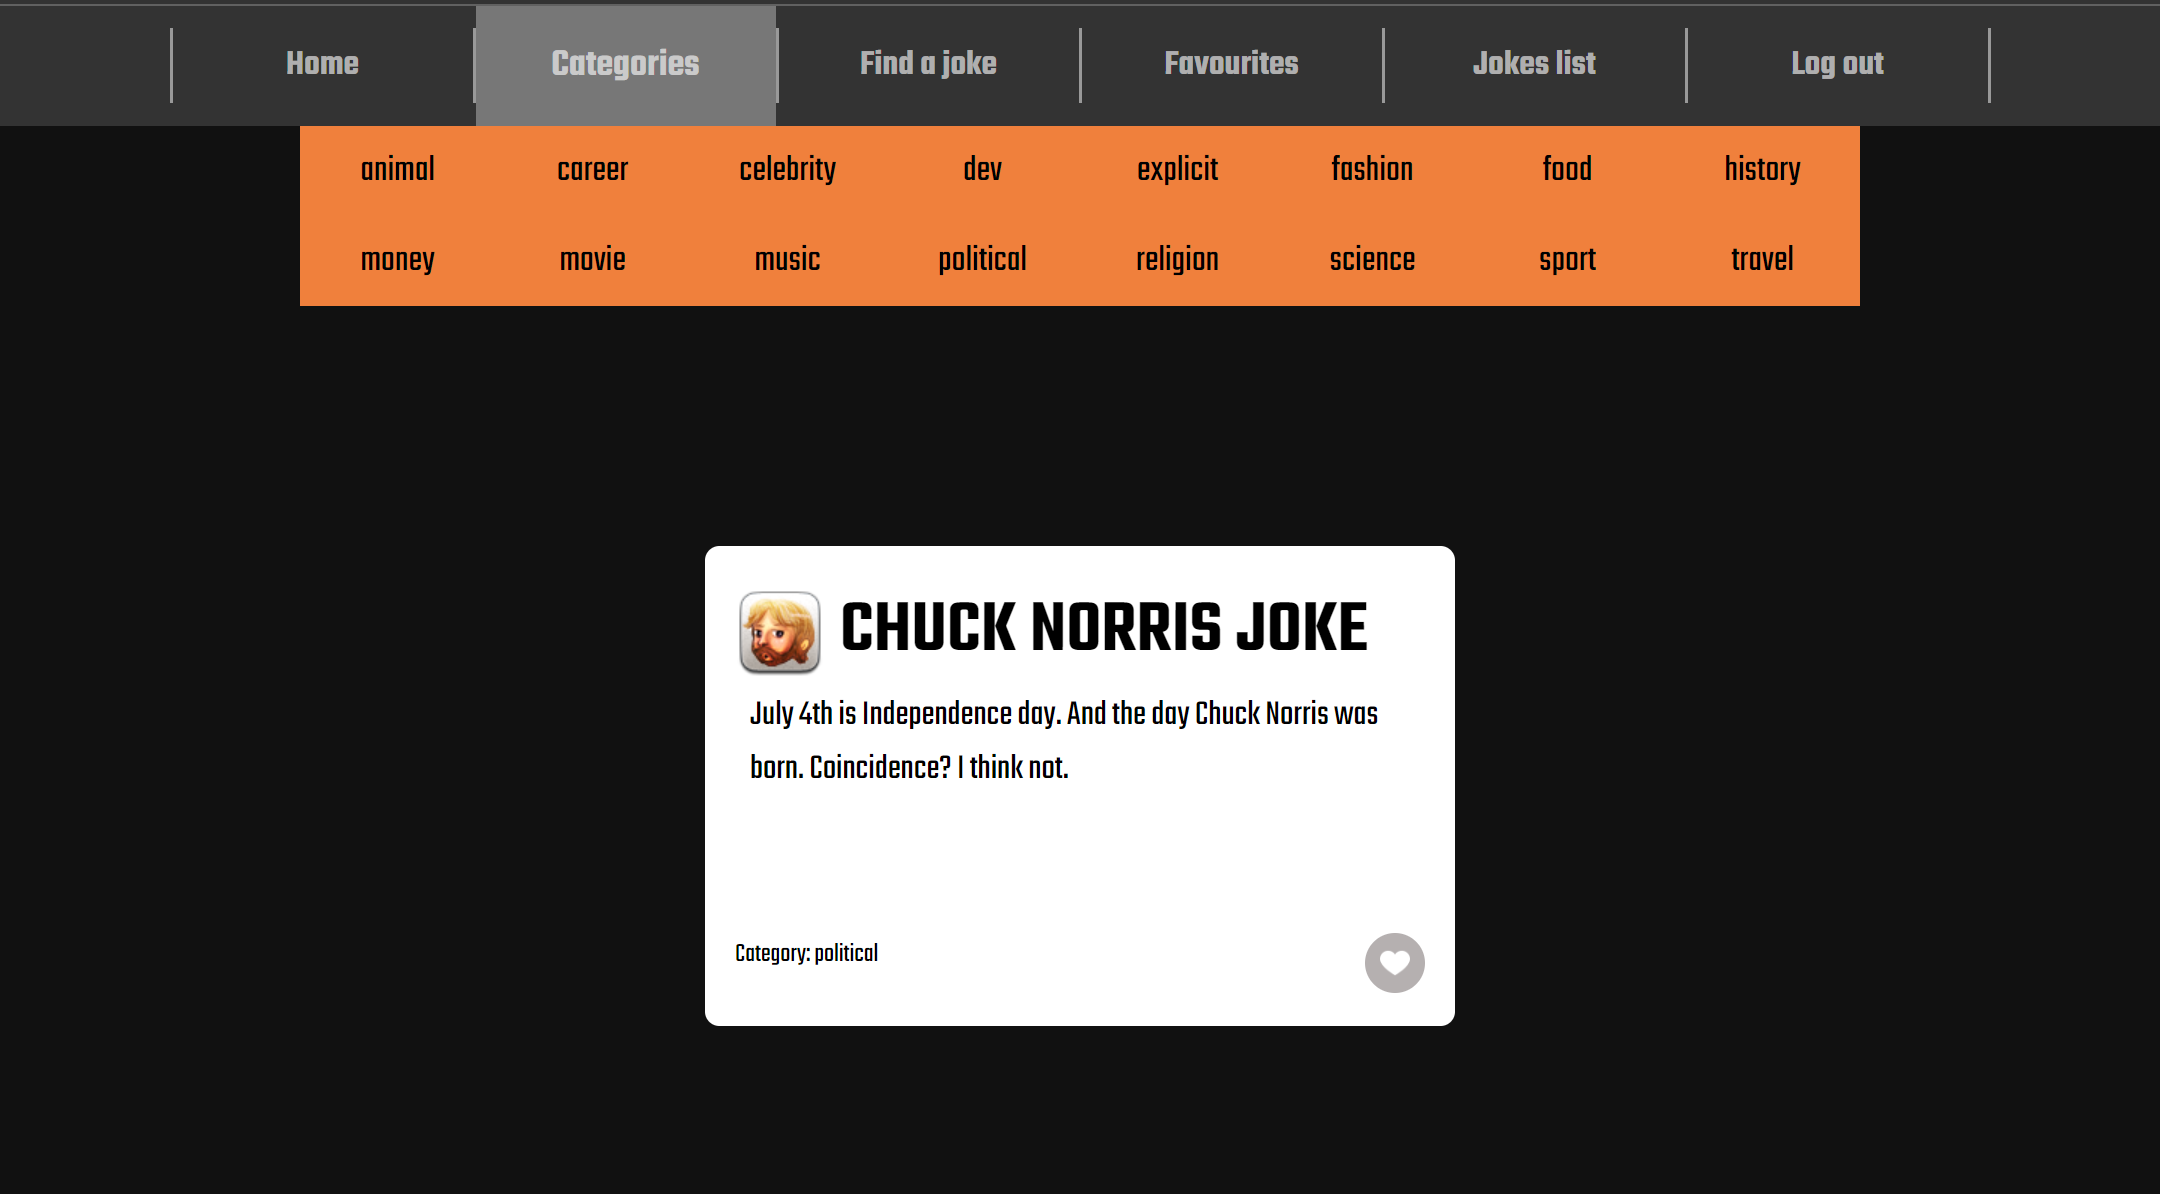 Home Categories Find a joke Favourites Jokes list Log out
animal career celebrity dev explicit fashion food history
money movie music political religion science sport travel
CHUCK NORRIS JOKE
July 4th is Independence day. And the day Chuck Norris was
born. Coincidence? I think not.
Category: political